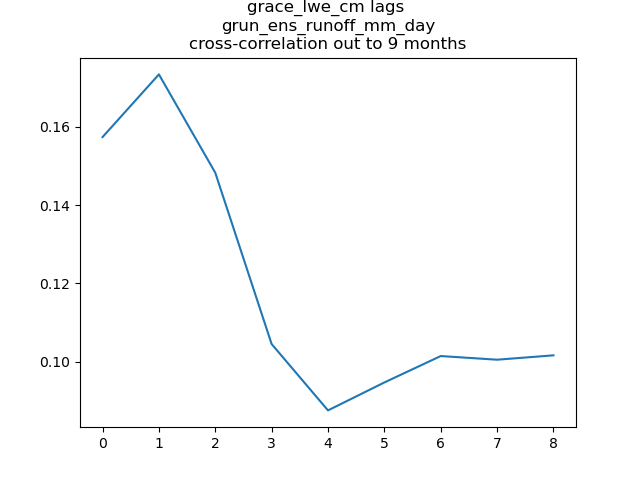 grace_lwe_cm lags
grun_ens_runoff_mm_day
cross-correlation out to 9 months
0.16
0.14
0.12
0.10
0 1 2 3 4 5 6 7 8